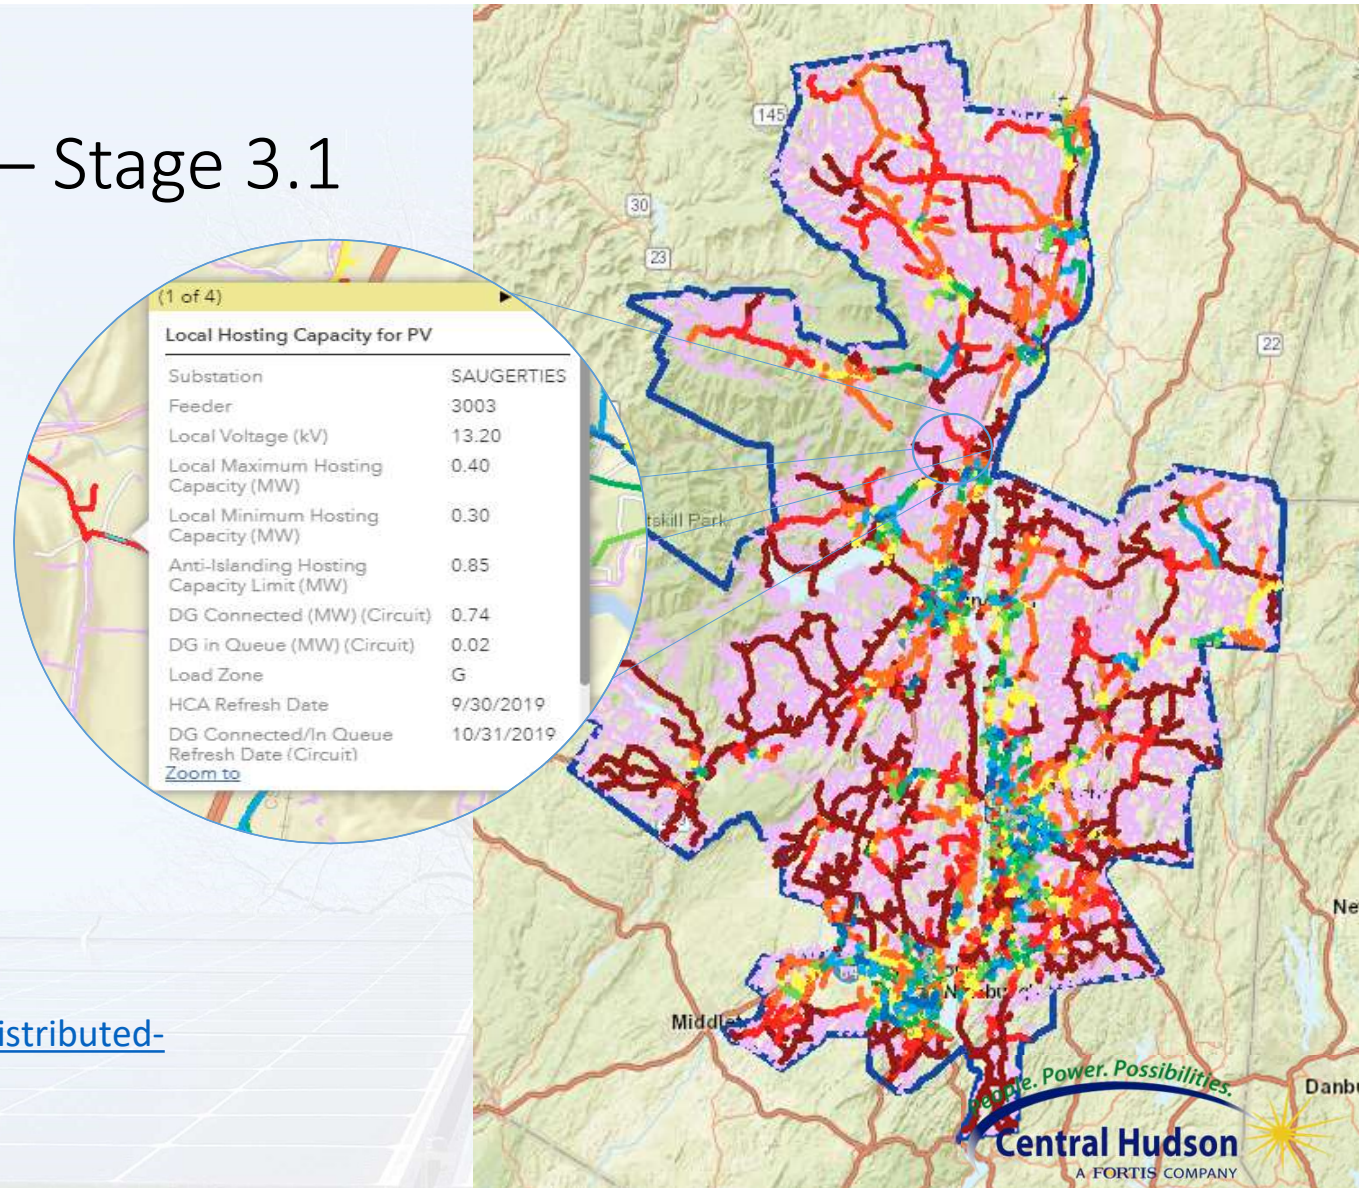 – Stage 3.1
(1 of 4)
Local Hosting Capacity for PV
Substation SAUGERTIES
Feeder 3003
Local Voltage (kV) 13.20
Local Maximum Hosting 0.40
Capacity (MW)
Local Minimum Hosting 0.30
Capacity (MW)
Anti-Islanding Hosting 0.85
Capacity Limit (MW)
DG Connected (MW) (Circuit) 0.74
DG in Queue (MW) (Circuit) 0.02
Load Zone G
HCA Refresh Date 9/30/2019
DG Connected/In Queue 10/31/2019
Refresh Date (Circuit)
Zoom to
istributed-
145
30
23
22
tskill Park
Ne
Middle
Danb
People. Power. Possibilities.
Central Hudson
A FORTIS COMPANY